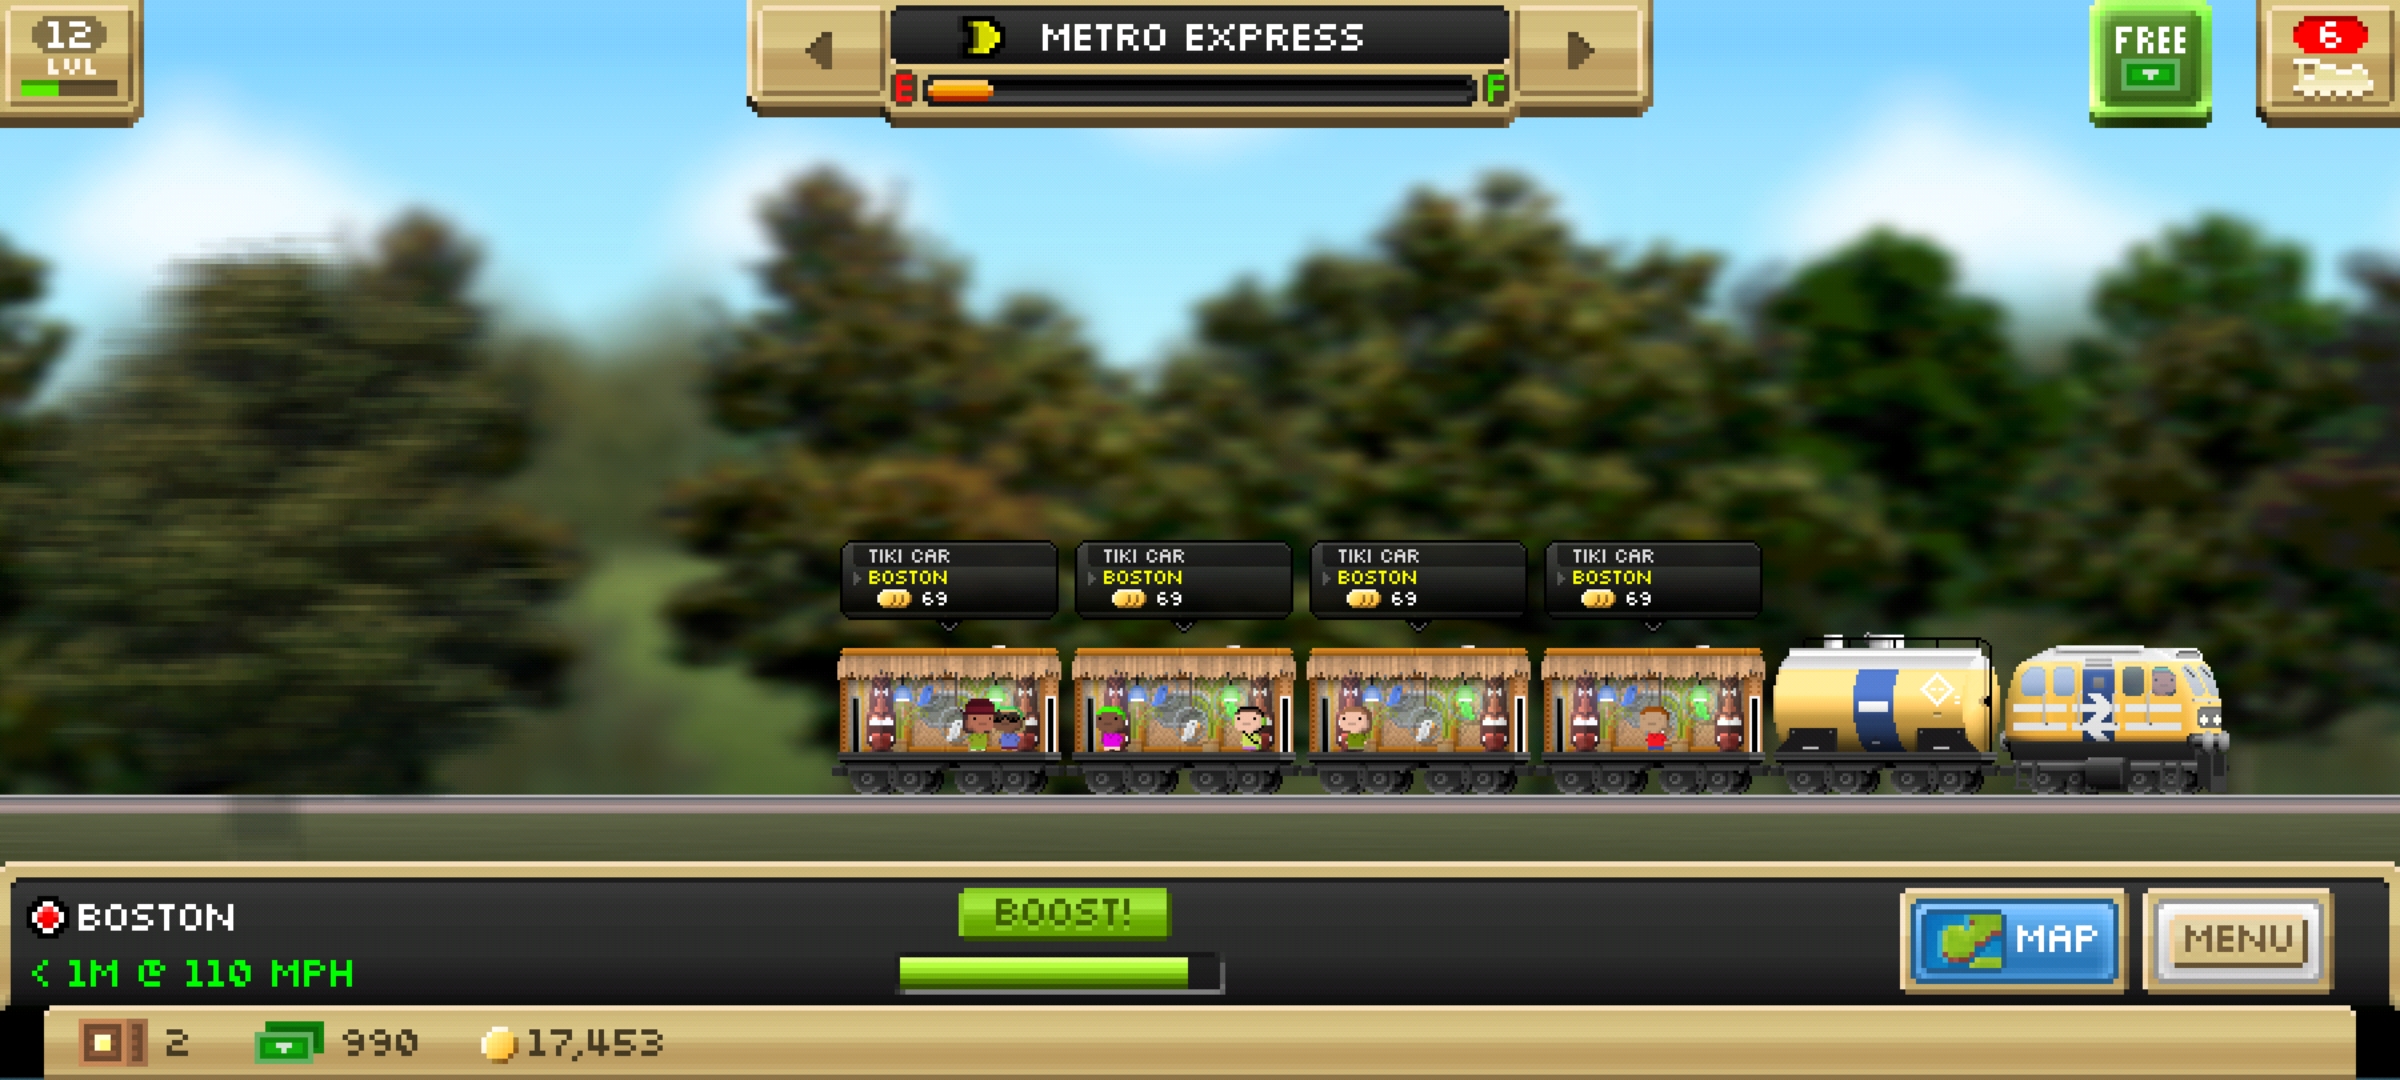 12
LVL
METRO EXPRESS
E F
FREE
6
TIKI CAR
BOSTON
69
TIKI CAR
BOSTON
69
TIKI CAR
BOSTON
69
TIKI CAR
BOSTON
69
BOSTON
< 1M @ 110 MPH
BOOST!
MAP
MENU
2
990
17,453